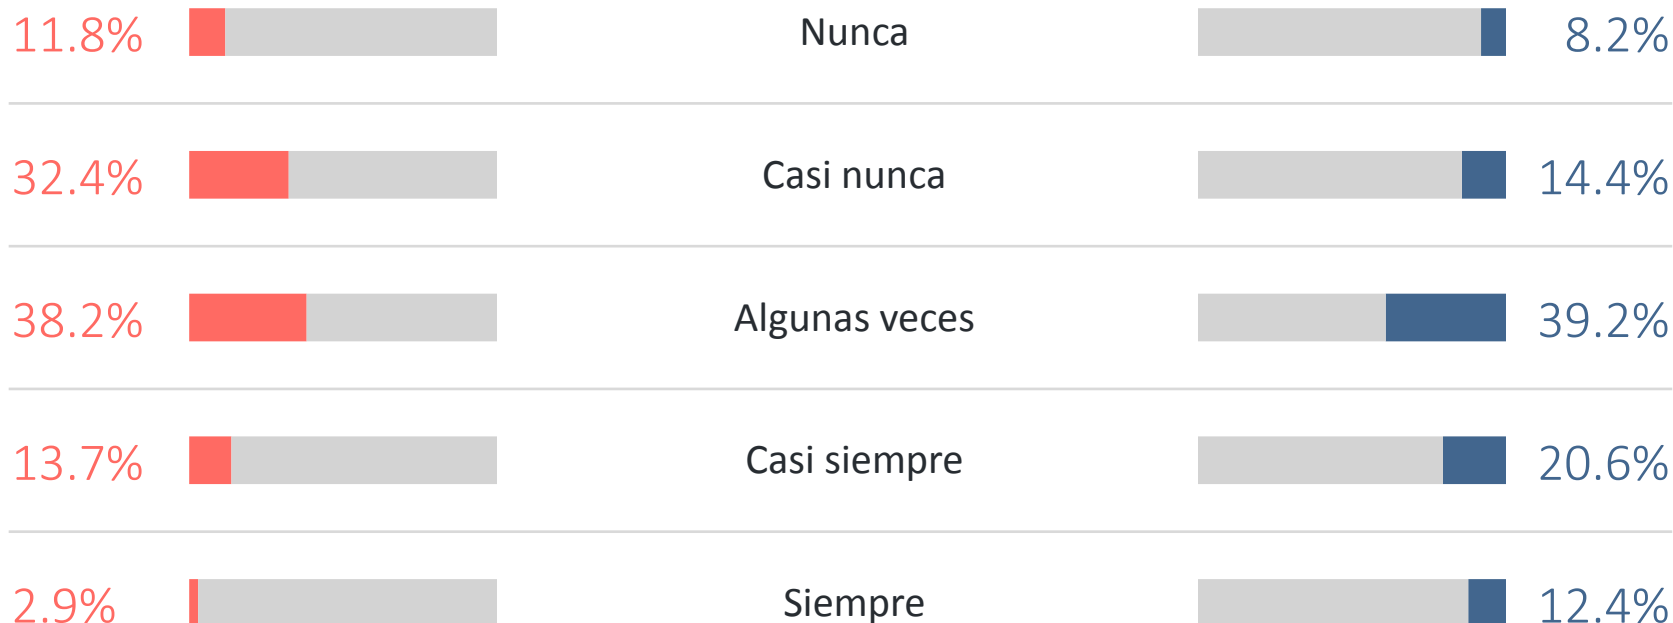 11.8% Nunca 8.2%
32.4% Casi nunca 14.4%
38.2% Algunas veces 39.2%
13.7% Casi siempre 20.6%
2.9% Siempre 12.4%